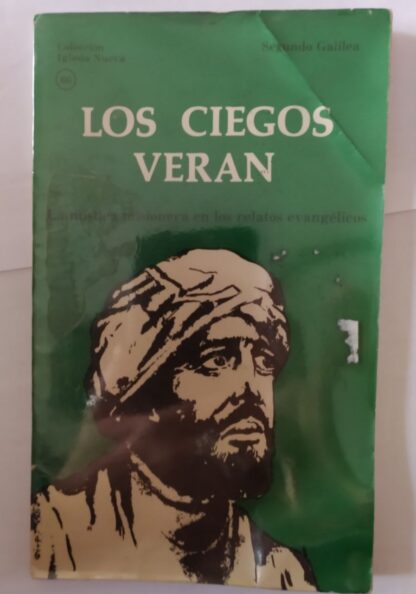 Colección
Iglesia Nueva
Segundo Galilea
66
LOS CIEGOS
VERAN
La mística misionera en los relatos evangélicos